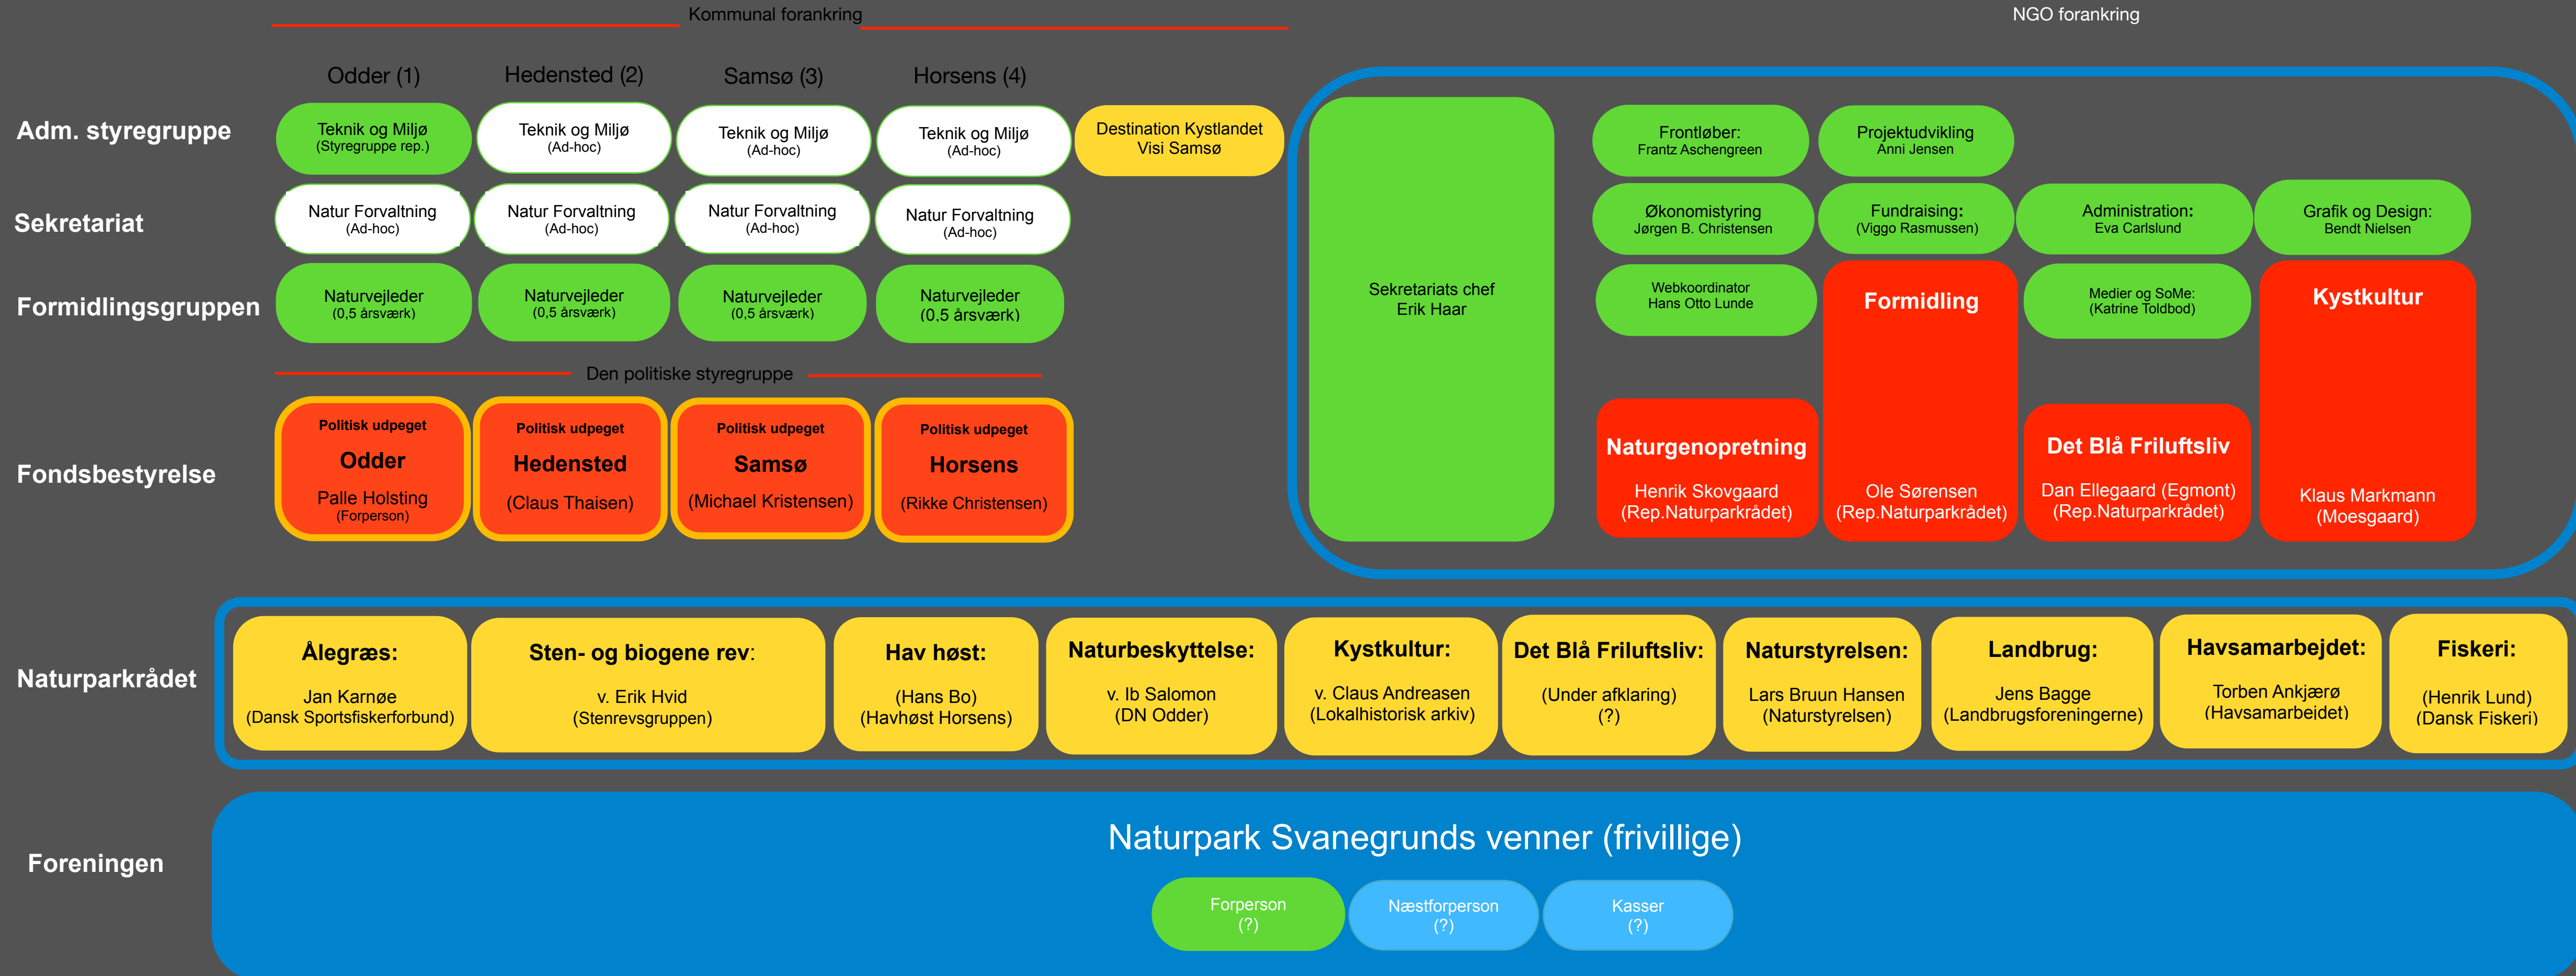 Kommunal forankring
NGO forankring
Odder (1)
Hedensted (2)
Samsø (3)
Horsens (4)
Adm. styregruppe
Teknik og Miljø
(Styregruppe rep.)
Teknik og Miljø
(Ad-hoc)
Teknik og Miljø
(Ad-hoc)
Teknik og Miljø
(Ad-hoc)
Destination Kystlandet
Visi Samsø
Frontløber:
Frantz Aschengreen
Projektudvikling
Anni Jensen
Sekretariat
Natur Forvaltning
(Ad-hoc)
Natur Forvaltning
(Ad-hoc)
Natur Forvaltning
(Ad-hoc)
Natur Forvaltning
(Ad-hoc)
Økonomistyring
Jørgen B. Christensen
Fundraising:
(Viggo Rasmussen)
Administration:
Eva Carlslund
Grafik og Design:
Bendt Nielsen
Formidlingsgruppen
Naturvejleder
(0,5 årsværk)
Naturvejleder
(0,5 årsværk)
Naturvejleder
(0,5 årsværk)
Naturvejleder
(0.5 årsværk)
Sekretariats chef
Erik Haar
Webkoordinator
Hans Otto Lunde
Formidling
Medier og SoMe:
(Katrine Toldbod)
Kystkultur
Den politiske styregruppe
Fondsbestyrelse
Politisk udpeget
Odder
Palle Holsting
(Forperson)
Politisk udpeget
Hedensted
(Claus Thaisen)
Politisk udpeget
Samsø
(Michael Kristensen)
Politisk udpeget
Horsens
(Rikke Christensen)
Naturgenopretning
Henrik Skovgaard
(Rep.Naturparkrådet)
Ole Sørensen
(Rep.Naturparkrådet)
Det Blå Friluftsliv
Dan Ellegaard (Egmont)
(Rep.Naturparkrådet)
Klaus Markmann
(Moesgaard)
Naturparkrådet
Ålegræs:
Jan Karnøe
(Dansk Sportsfiskerforbund)
Sten- og biogene rev:
v. Erik Hvid
(Stenrevsgruppen)
Hav høst:
(Hans Bo)
(Havhøst Horsens)
Naturbeskyttelse:
v. Ib Salomon
(DN Odder)
Kystkultur:
v. Claus Andreasen
(Lokalhistorisk arkiv)
Det Blå Friluftsliv:
(Under afklaring)
(?)
Naturstyrelsen:
Lars Bruun Hansen
(Naturstyrelsen)
Landbrug:
Jens Bagge
(Landbrugsforeningerne)
Havsamarbejdet:
Torben Ankjærø
(Havsamarbejdet)
Fiskeri:
(Henrik Lund)
(Dansk Fiskeri)
Foreningen
Naturpark Svanegrunds venner (frivillige)
Forperson
(?)
Næstforperson
(?)
Kasser
(?)